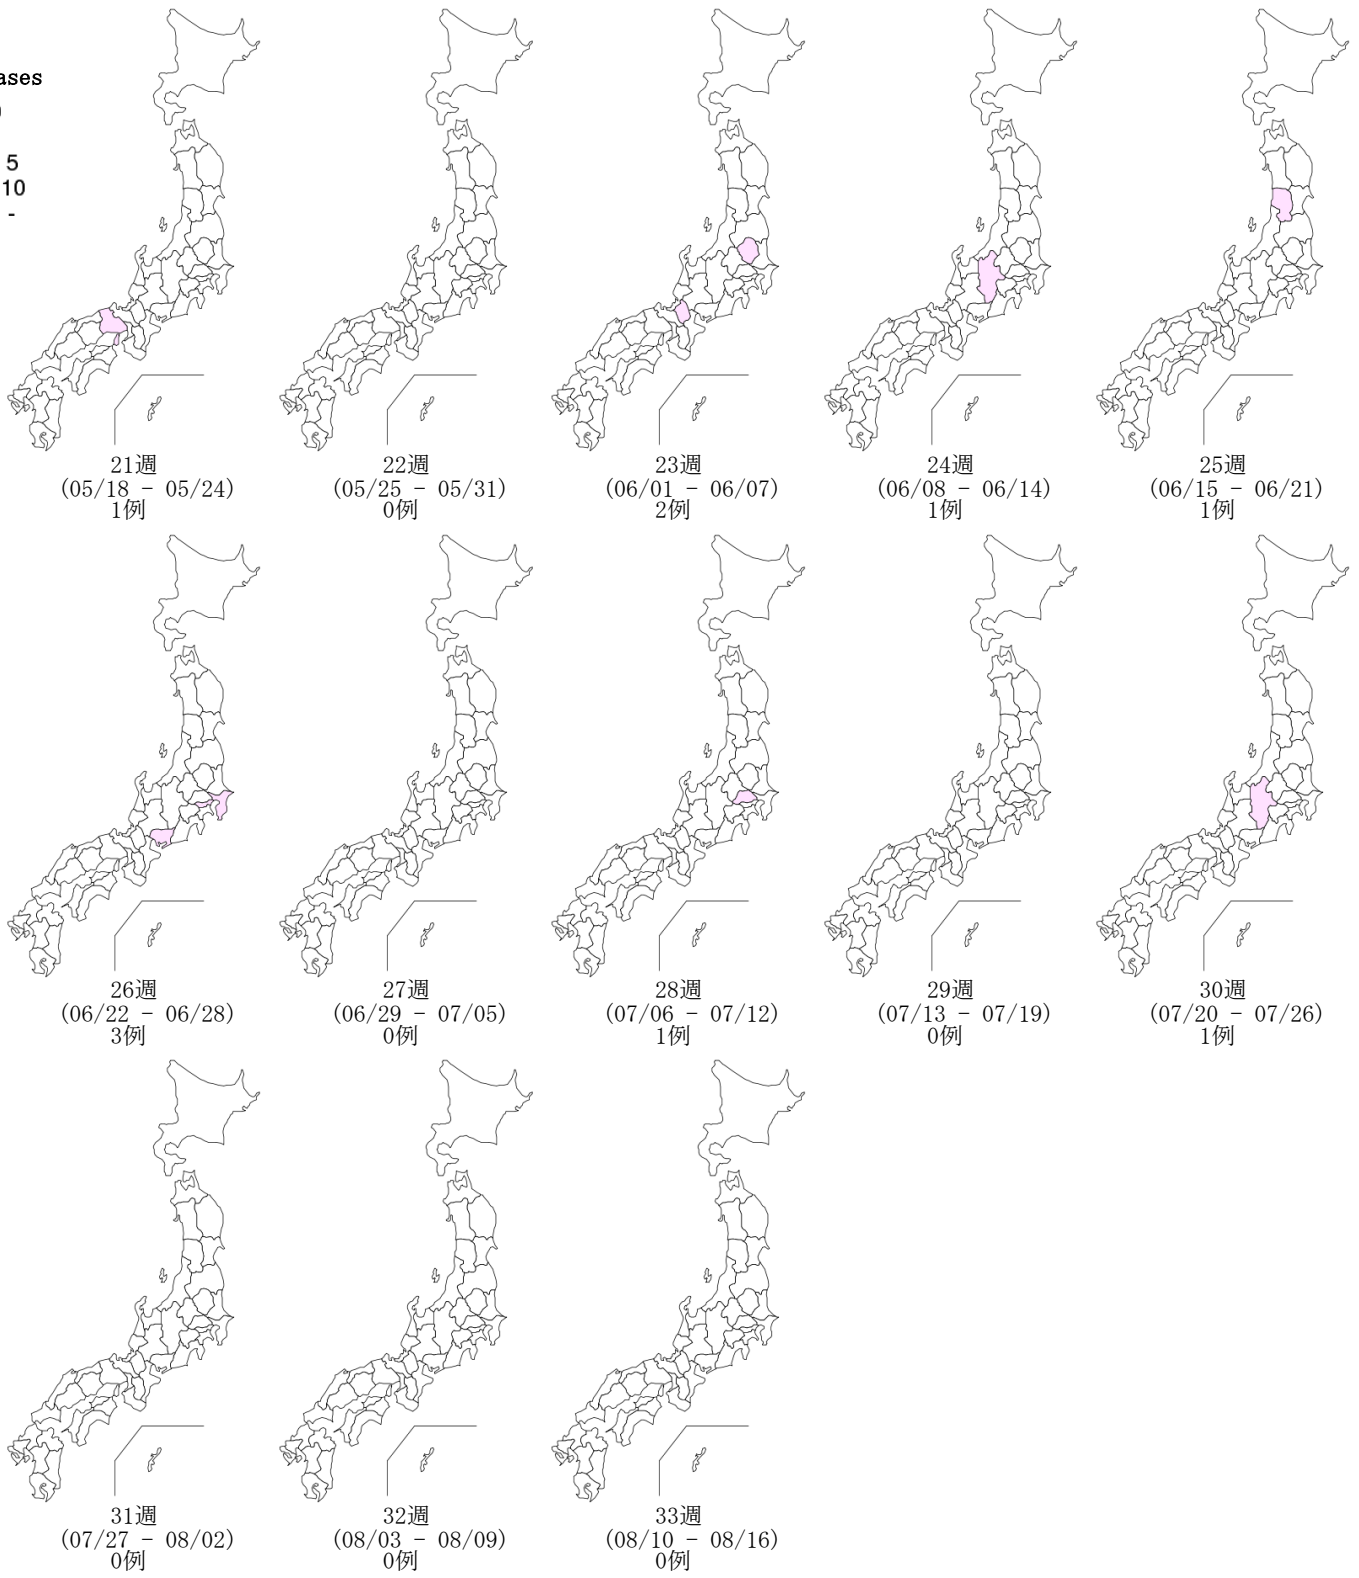 ases
5
10
-
21週
(05/18 - 05/24)
1例
22週
(05/25 - 05/31)
0例
23週
(06/01 - 06/07)
2例
24週
(06/08 - 06/14)
1例
25週
(06/15 - 06/21)
1例
26週
(06/22 - 06/28)
3例
27週
(06/29 - 07/05)
0例
28週
(07/06 - 07/12)
1例
29週
(07/13 - 07/19)
0例
30週
(07/20 - 07/26)
1例
31週
(07/27 - 08/02)
0例
32週
(08/03 - 08/09)
0例
33週
(08/10 - 08/16)
0例